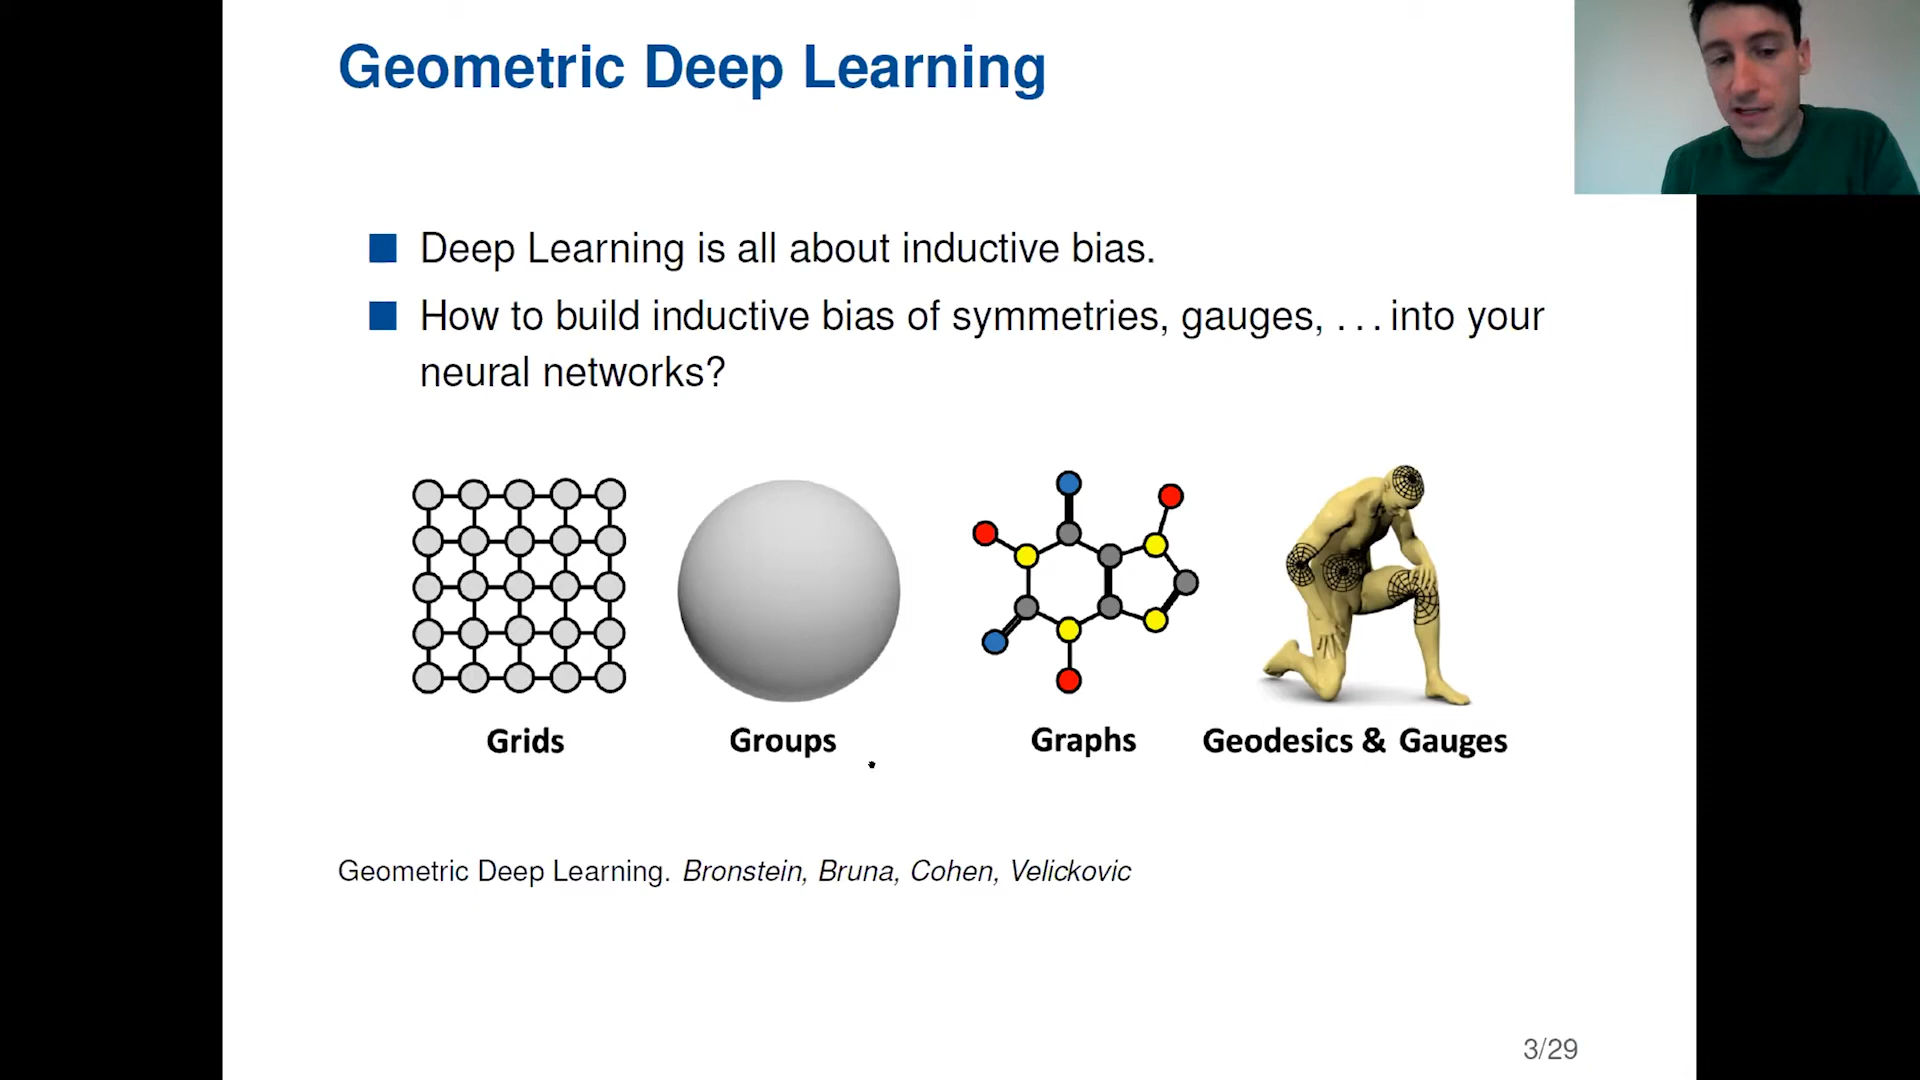 Geometric Deep Learning
Deep Learning is all about inductive bias.
How to build inductive bias of symmetries, gauges, ... into your
neural networks?
Grids
Groups
Graphs
Geodesics & Gauges
Geometric Deep Learning. Bronstein, Bruna, Cohen, Velickovic
3/29